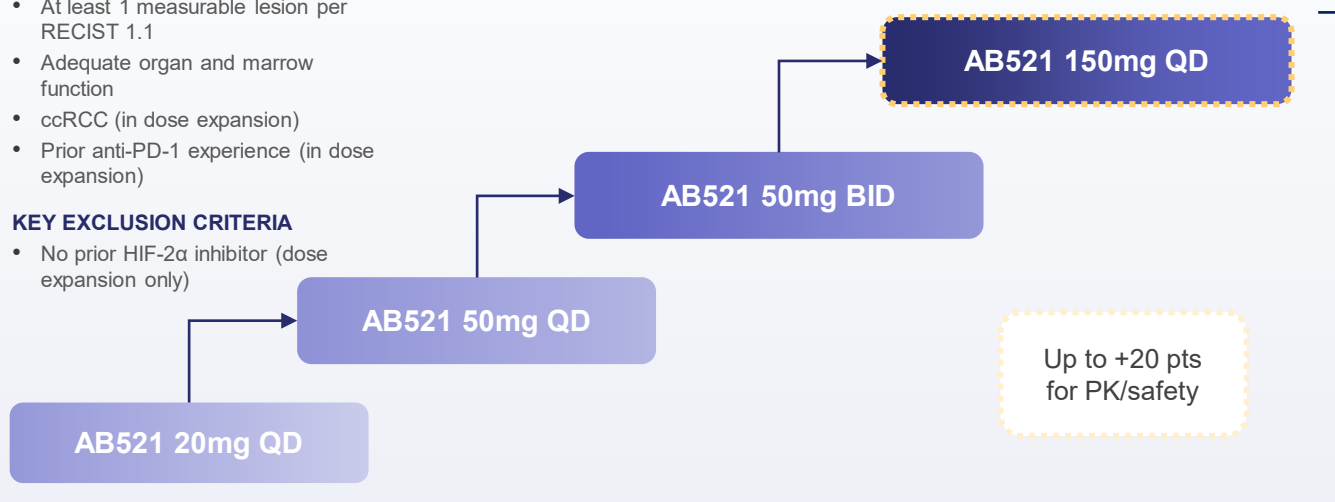 • At least 1 measurable lesion per
RECIST 1.1
• Adequate organ and marrow
function
• ccRCC (in dose expansion)
• Prior anti-PD-1 experience (in dose
expansion)
KEY EXCLUSION CRITERIA
• No prior HIF-2α inhibitor (dose
expansion only)
AB521 20mg QD
AB521 50mg QD
AB521 50mg BID
AB521 150mg QD
Up to +20 pts
for PK/safety